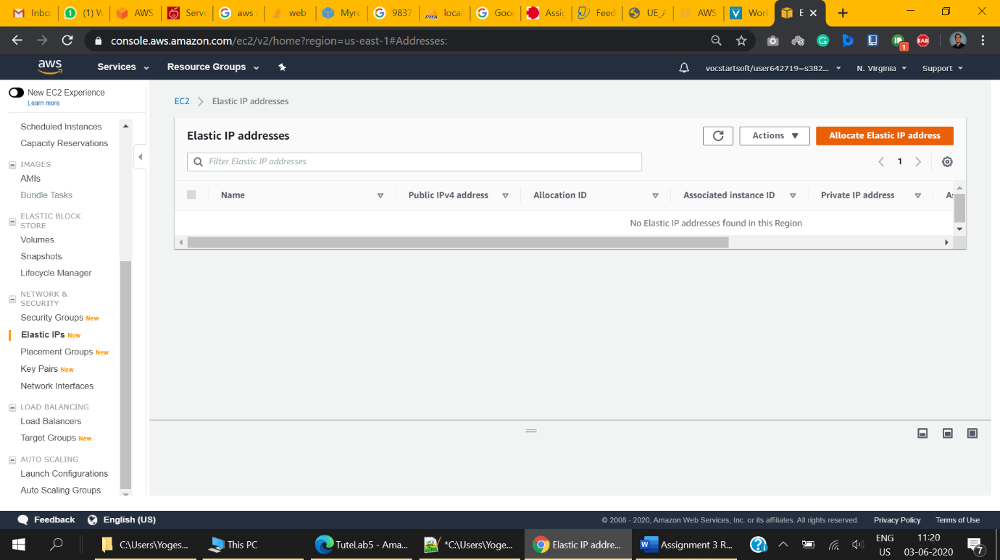 Inbo
(1) W
AWS
Serv
aws s
web
Myrc
9837
local
Goog
Assig
Feed
UE_A
AWS
Worl
E
console.aws.amazon.com/ec2/v2/home?region=us-east-1#Addresses:
aws Services Resource Groups vocstartsoft/user642719=s382... N. Virginia Support
New EC2 Experience
Learn more
Scheduled Instances
Capacity Reservations
IMAGES
AMIs
Bundle Tasks
ELASTIC BLOCK
STORE
Volumes
Snapshots
Lifecycle Manager
NETWORK &
SECURITY
Security Groups New
Elastic IPs New
Placement Groups New
Key Pairs New
Network Interfaces
LOAD BALANCING
Load Balancers
Target Groups New
AUTO SCALING
Launch Configurations
Auto Scaling Groups
EC2 > Elastic IP addresses
Elastic IP addresses
Actions
Allocate Elastic IP address
Filter Elastic IP addresses
1
Name Public IPv4 address Allocation ID Associated instance ID Private IP address
No Elastic IP addresses found in this Region
Feedback English (US) © 2008 - 2020, Amazon Web Services, Inc. or its affiliates. All rights reserved. Privacy Policy Terms of Use
C:\Users\Yoges...
This PC
TuteLab5 - Ama...
*C:\Users\Yoge...
Elastic IP addre...
Assignment 3 R...
ENG
US
11:20
03-06-2020
7